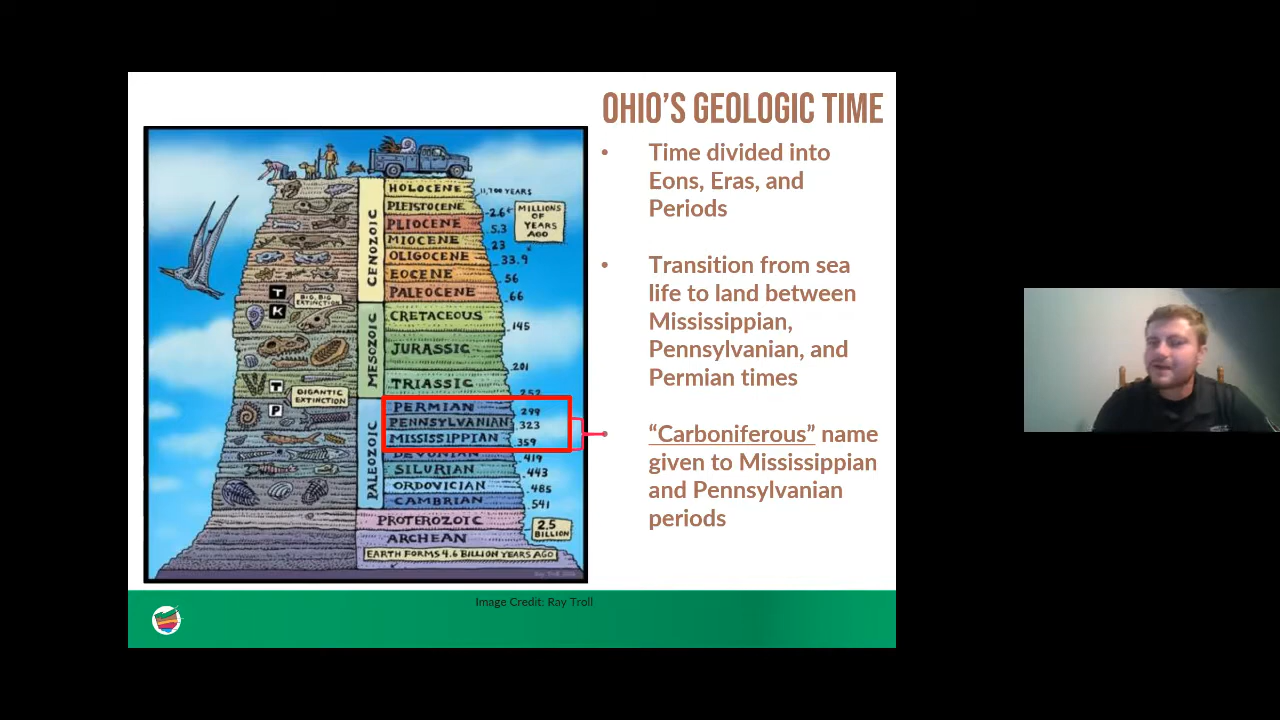 OHIO'S GEOLOGIC TIME
• Time divided into
Eons, Eras, and
Periods
• Transition from sea
life to land between
Mississippian,
Pennsylvanian, and
Permian times
• “Carboniferous” name
given to Mississippian
and Pennsylvanian
periods
CENOZOIC
HOLOCENE
11,700 YEARS
PLEISTOCENE
2.6
MILLIONS
OF
YEARS
AGO
PLIOCENE
5.3
MIOCENE
23
OLIGOCENE
33.9
EOCENE
56
PALEOCENE
66
T
BIG, BIG
EXTINCTION
K
MESOZOIC
CRETACEOUS
145
JURASSIC
201
TRIASSIC
252
T
GIGANTIC
EXTINCTION
P
PALEOZOIC
PERMIAN
299
PENNSYLVANIAN
323
MISSISSIPPIAN
359
DEVONIAN
419
SILURIAN
443
ORDOVICIAN
485
CAMBRIAN
541
PROTEROZOIC
2.5
BILLION
ARCHEAN
EARTH FORMS 4.6 BILLION YEARS AGO
Image Credit: Ray Troll